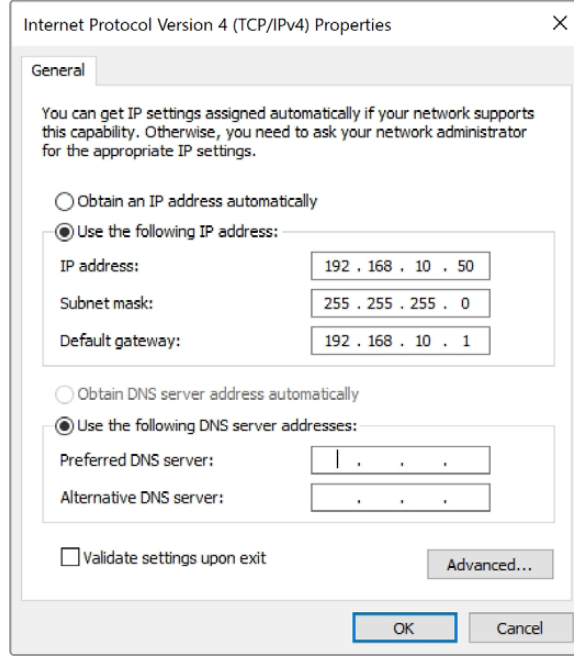 Internet Protocol Version 4 (TCP/IPv4) Properties
General
You can get IP settings assigned automatically if your network supports
this capability. Otherwise, you need to ask your network administrator
for the appropriate IP settings.
Obtain an IP address automatically
Use the following IP address:
IP address: 192 . 168 . 10 . 50
Subnet mask: 255 . 255 . 255 . 0
Default gateway: 192 . 168 . 10 . 1
Obtain DNS server address automatically
Use the following DNS server addresses:
Preferred DNS server: . . .
Alternative DNS server: . . .
Validate settings upon exit
Advanced...
OK Cancel